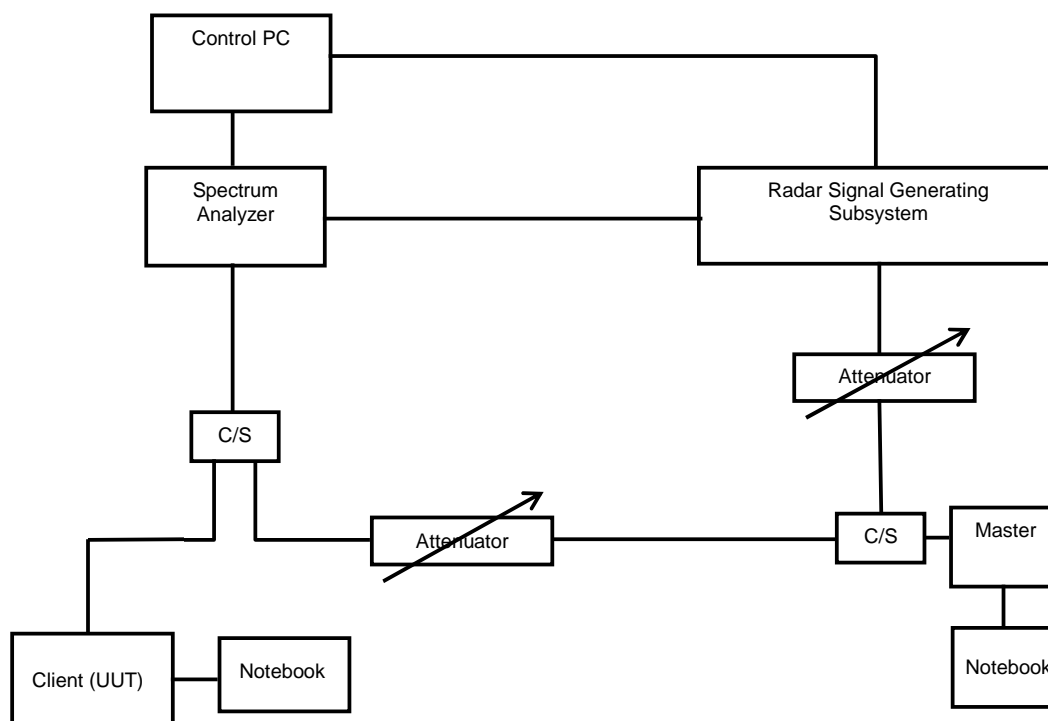 Control PC
Spectrum
Analyzer
Radar Signal Generating
Subsystem
Attenuator
C/S
Attenuator
C/S
Master
Client (UUT)
Notebook
Notebook